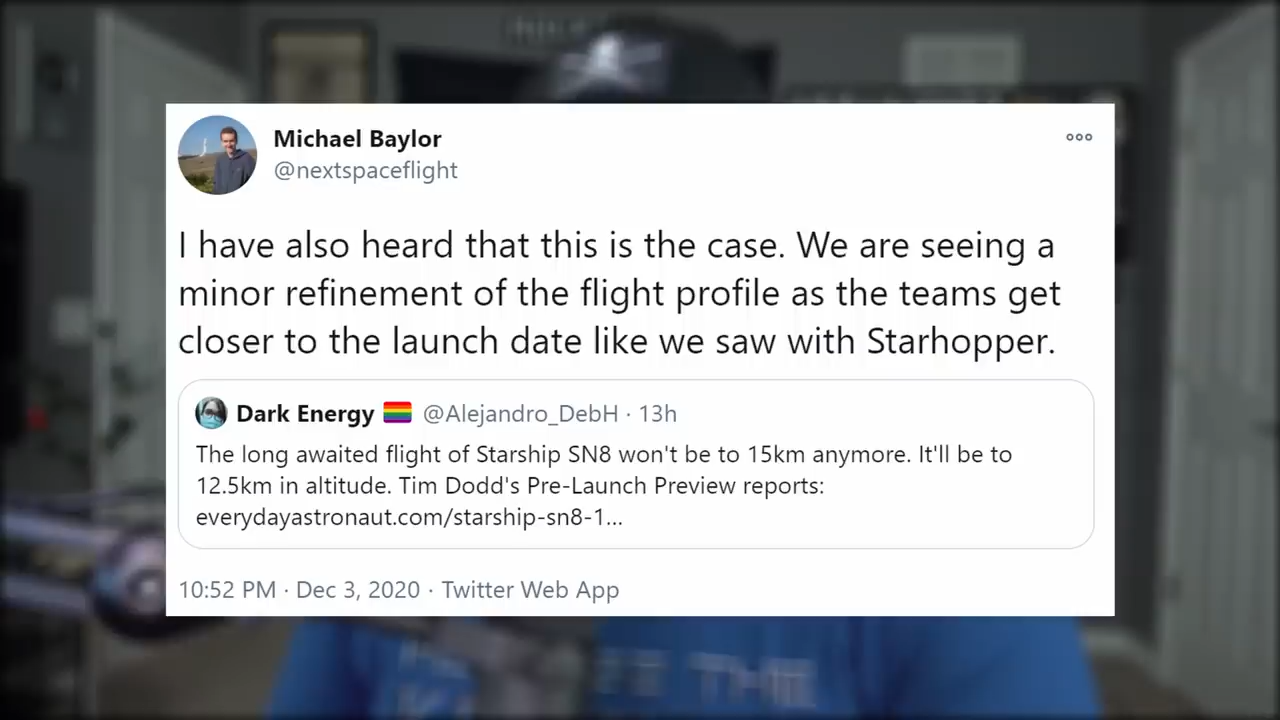 Michael Baylor
@nextspaceflight
I have also heard that this is the case. We are seeing a
minor refinement of the flight profile as the teams get
closer to the launch date like we saw with Starhopper.
Dark Energy 🏳️‍🌈 @Alejandro_DebH · 13h
The long awaited flight of Starship SN8 won't be to 15km anymore. It'll be to
12.5km in altitude. Tim Dodd's Pre-Launch Preview reports:
everydayastronaut.com/starship-sn8-1...
10:52 PM · Dec 3, 2020 · Twitter Web App
THE